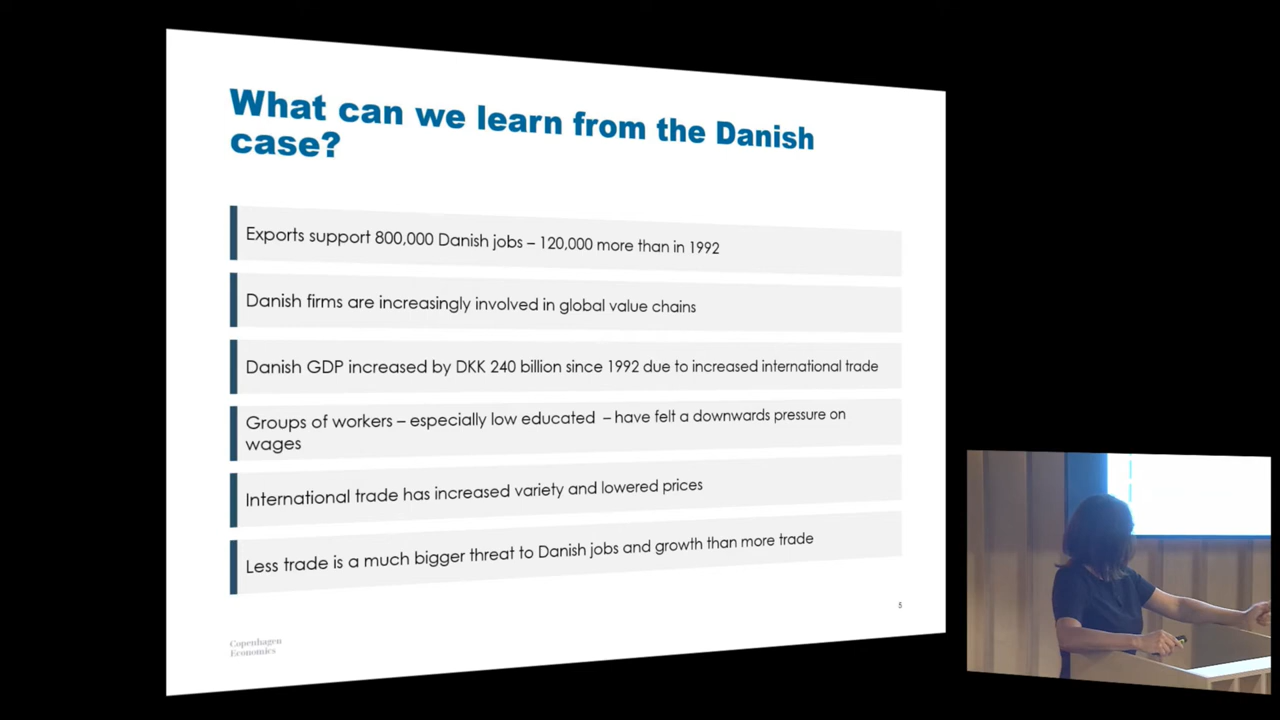 What can we learn from the Danish
case?
Exports support 800,000 Danish jobs – 120,000 more than in 1992
Danish firms are increasingly involved in global value chains
Danish GDP increased by DKK 240 billion since 1992 due to increased international trade
Groups of workers – especially low educated – have felt a downwards pressure on
wages
International trade has increased variety and lowered prices
Less trade is a much bigger threat to Danish jobs and growth than more trade
5
Copenhagen
Economics